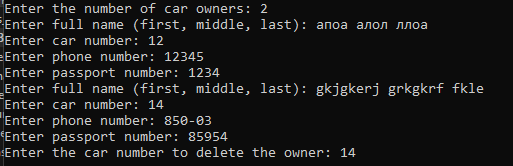 Enter the number of car owners: 2
Enter full name (first, middle, last): апоа алол ллоа
Enter car number: 12
Enter phone number: 12345
Enter passport number: 1234
Enter full name (first, middle, last): gkjgkerj grkgkrf fkle
Enter car number: 14
Enter phone number: 850-03
Enter passport number: 85954
Enter the car number to delete the owner: 14